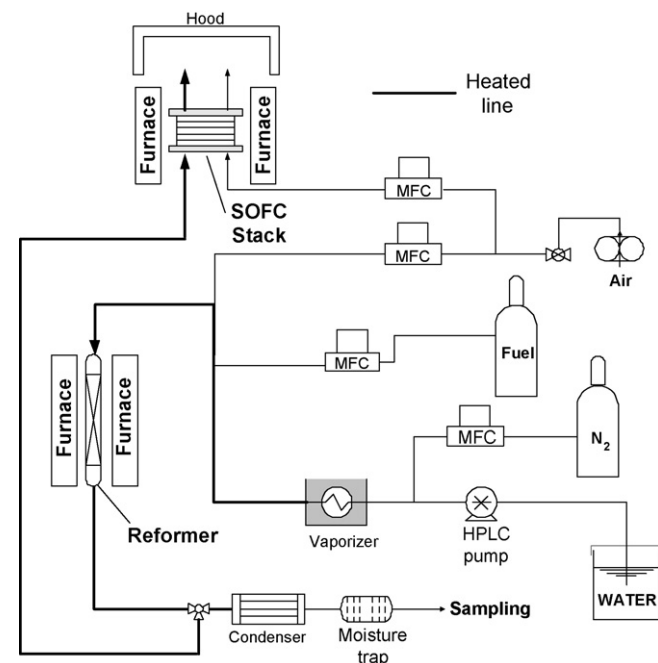 Hood
Furnace
Furnace
Heated
line
MFC
SOFC
Stack
MFC
Air
MFC
Fuel
Furnace
Furnace
MFC
N2
Reformer
Vaporizer
HPLC
pump
WATER
Sampling
Condenser
Moisture
trap